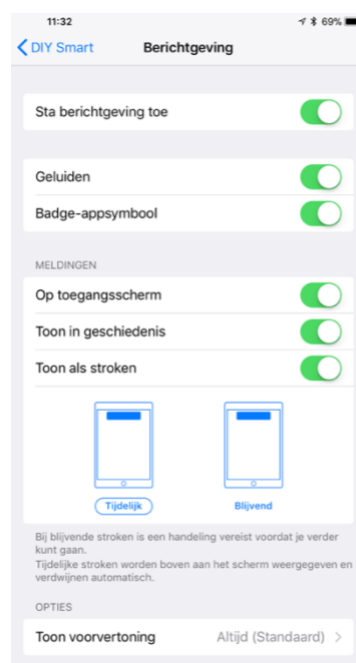 11:32 69%
DIY Smart Berichtgeving
Sta berichtgeving toe
Geluiden
Badge-appsymbool
MELDINGEN
Op toegangsscherm
Toon in geschiedenis
Toon als stroken
Tijdelijk Blijvend
Bij blijvende stroken is een handeling vereist voordat je verder
kunt gaan.
Tijdelijke stroken worden boven aan het scherm weergegeven en
verdwijnen automatisch.
OPTIES
Toon voorvertoning Altijd (Standaard)